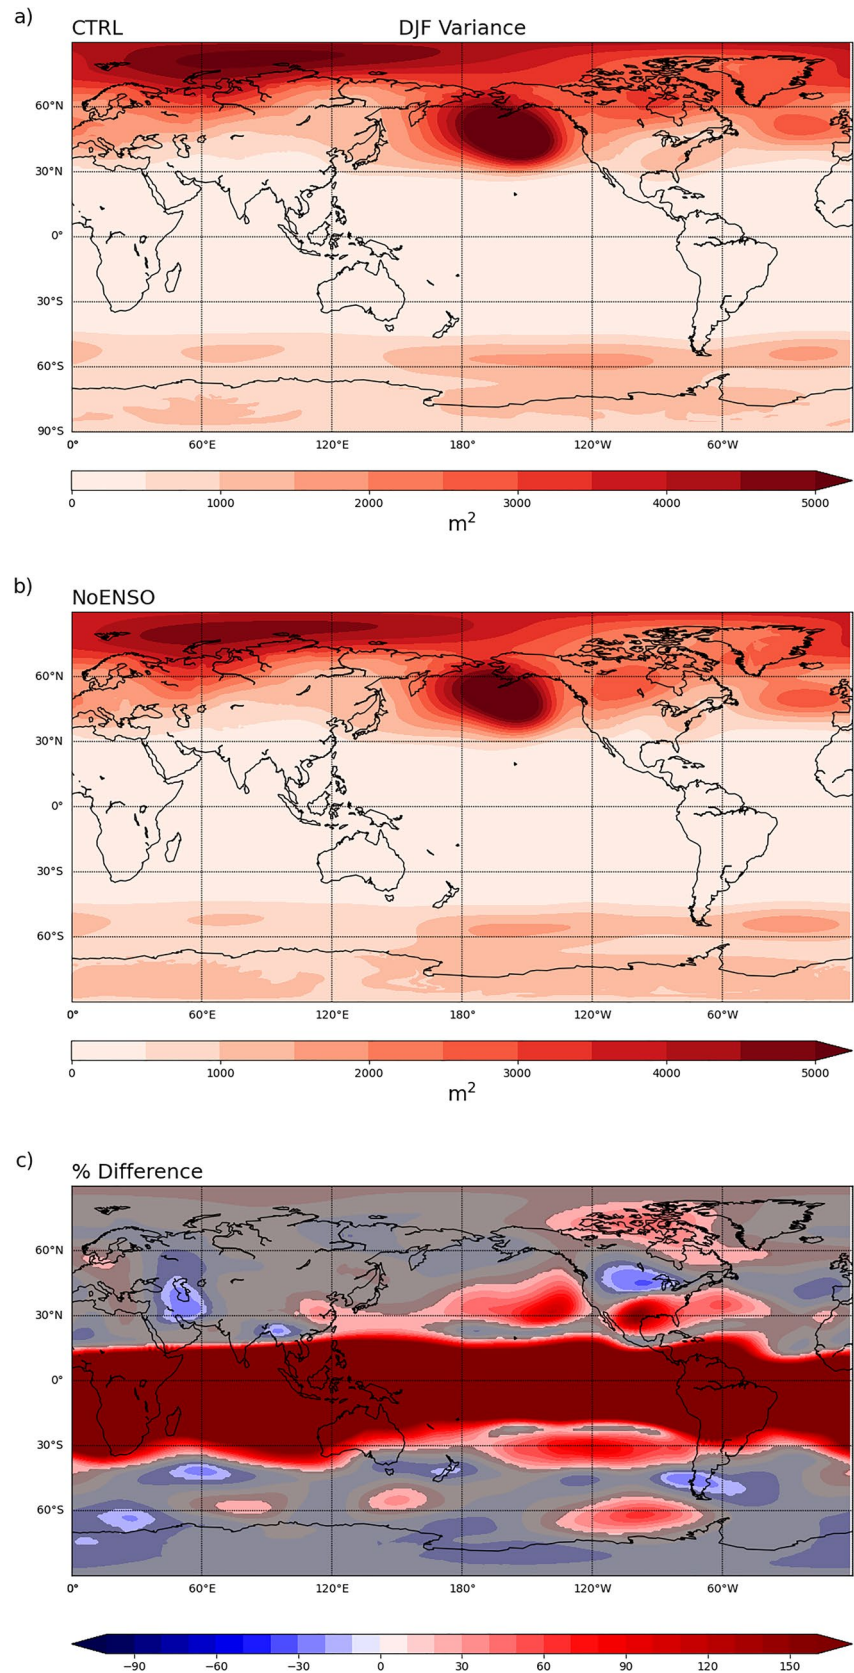 a)
CTRL DJF Variance
60°N
30°N
0°
30°S
60°S
90°S
0° 60°E 120°E 180° 120°W 60°W
0 1000 2000 3000 4000 5000
m²
b)
NoENSO
60°N
30°N
0°
30°S
60°S
0° 60°E 120°E 180° 120°W 60°W
0 1000 2000 3000 4000 5000
m²
c)
% Difference
60°N
30°N
0°
30°S
60°S
0° 60°E 120°E 180° 120°W 60°W
−90 −60 −30 0 30 60 90 120 150